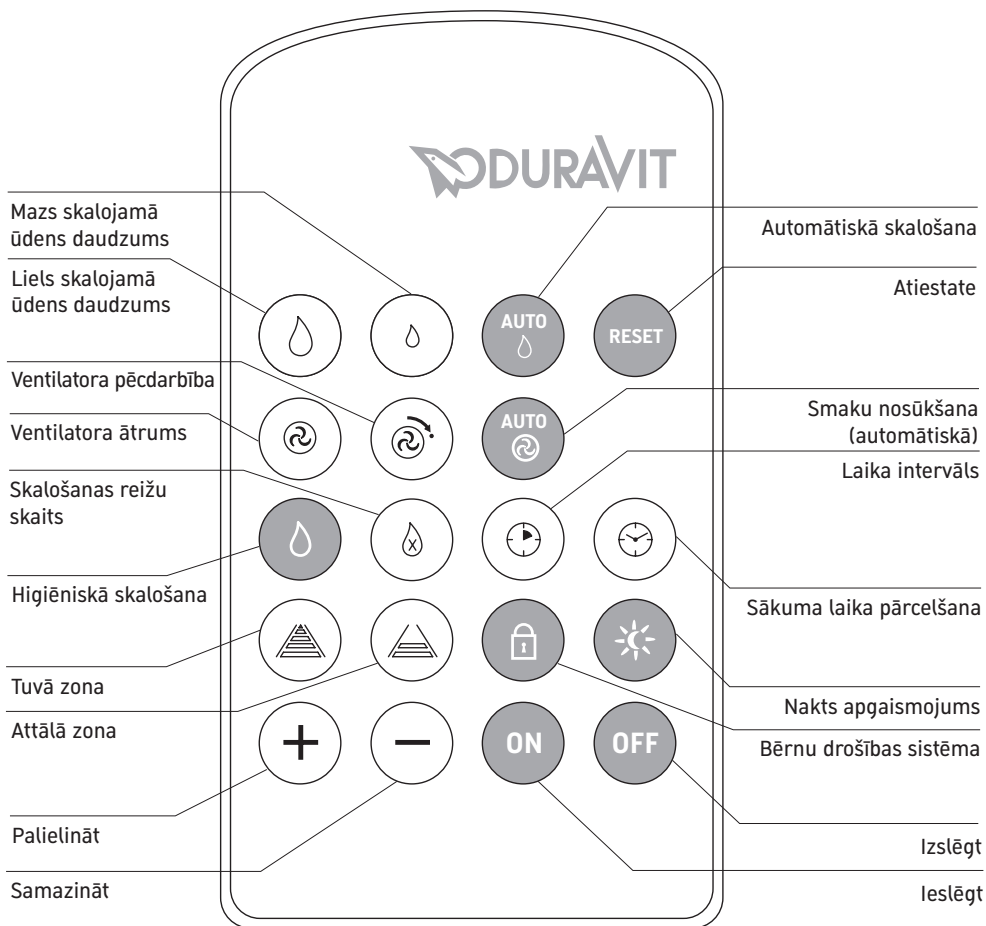 DURAVIT
Mazs skalojamā
ūdens daudzums
Liels skalojamā
ūdens daudzums
Ventilatora pēcdarbība
Ventilatora ātrums
Skalošanas reižu
skaits
Higiēniskā skalošana
Tuvā zona
Attālā zona
Palielināt
Samazināt
AUTO
RESET
AUTO
X
ON
OFF
Automātiskā skalošana
Atiestate
Smaku nosūkšana
(automātiskā)
Laika intervāls
Sākuma laika pārcelšana
Nakts apgaismojums
Bērnu drošības sistēma
Izslēgt
Ieslēgt